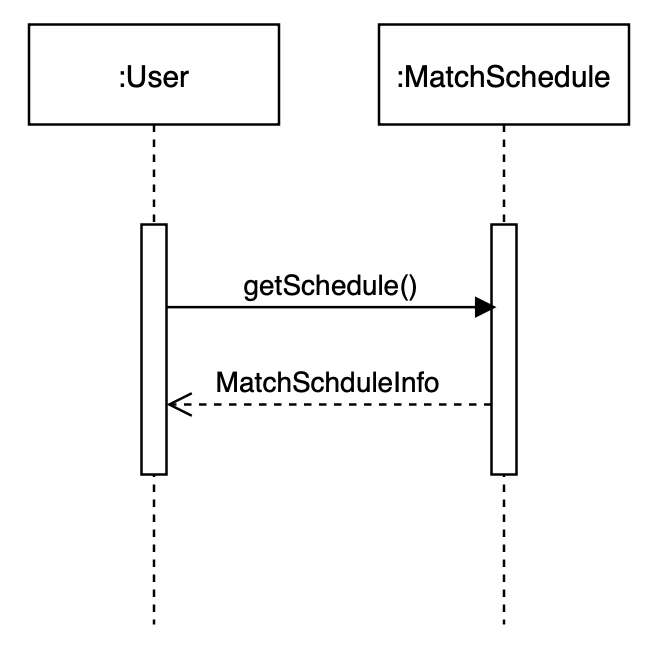 :User
:MatchSchedule
getSchedule()
MatchSchduleInfo